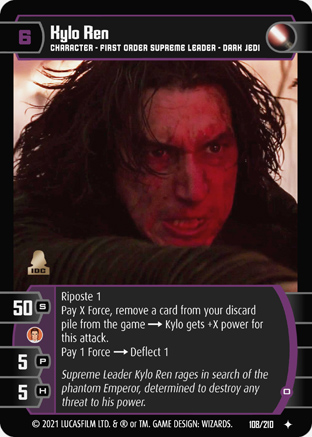 6
Kylo Ren
CHARACTER - FIRST ORDER SUPREME LEADER - DARK JEDI
IDC
50 S
5 P
5 H
Riposte 1
Pay X Force, remove a card from your discard
pile from the game → Kylo gets +X power for
this attack.
Pay 1 Force → Deflect 1
Supreme Leader Kylo Ren rages in search of the
phantom Emperor, determined to destroy any
threat to his power.
© 2021 LUCASFILM LTD. & ® or TM. GAME DESIGN: WIZARDS.
108/210